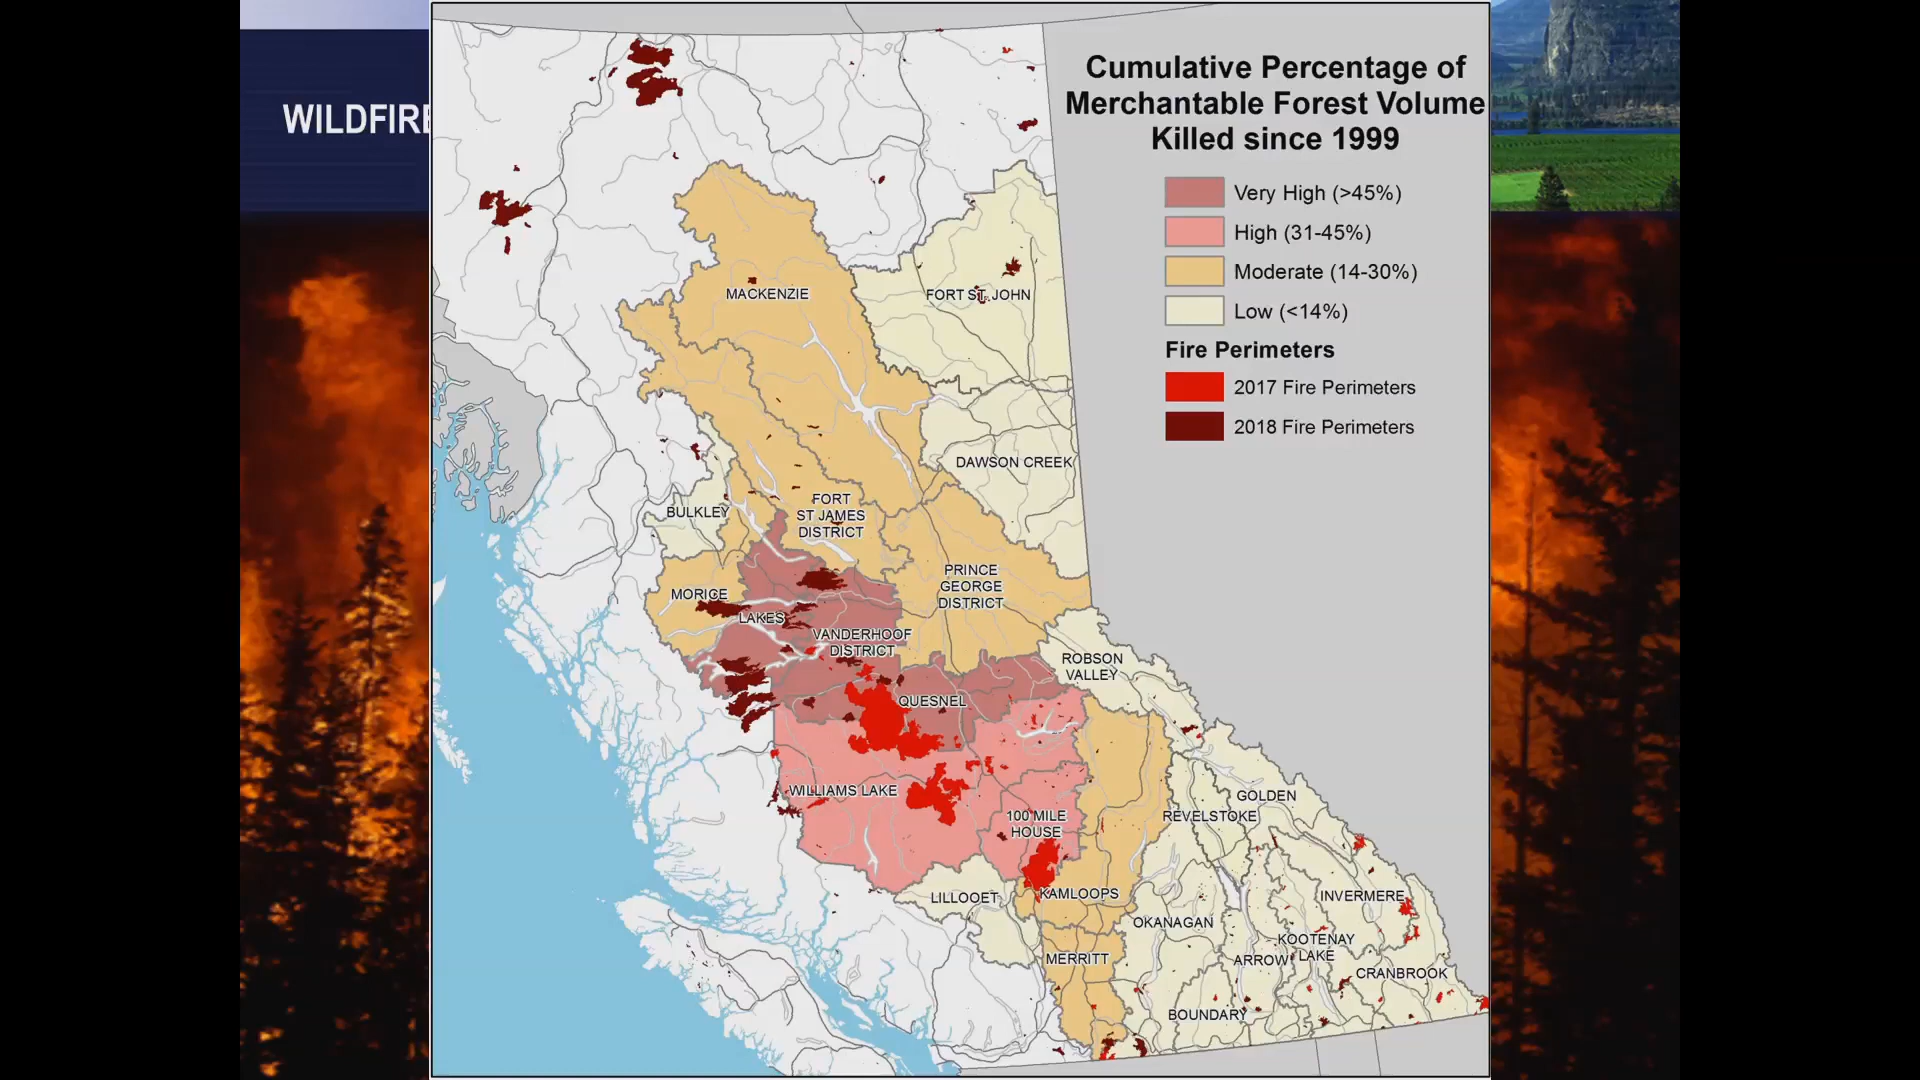 WILDFIRE
Cumulative Percentage of
Merchantable Forest Volume
Killed since 1999
Very High (>45%)
High (31-45%)
Moderate (14-30%)
Low (<14%)
Fire Perimeters
2017 Fire Perimeters
2018 Fire Perimeters
MACKENZIE
FORT ST. JOHN
DAWSON CREEK
BULKLEY
FORT
ST JAMES
DISTRICT
PRINCE
GEORGE
DISTRICT
MORICE
LAKES
VANDERHOOF
DISTRICT
ROBSON
VALLEY
QUESNEL
WILLIAMS LAKE
100 MILE
HOUSE
GOLDEN
REVELSTOKE
LILLOOET
KAMLOOPS
INVERMERE
OKANAGAN
KOOTENAY
LAKE
ARROW
MERRITT
CRANBROOK
BOUNDARY